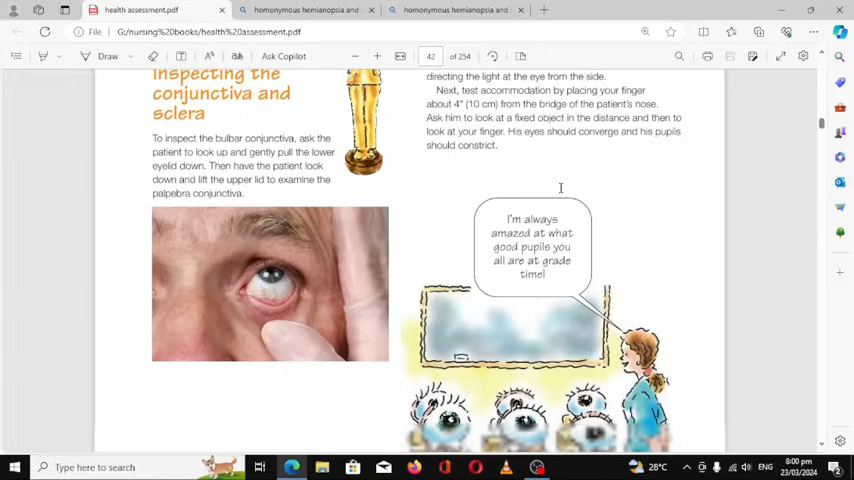 health assessment.pdf
homonymous hemianopsia and
homonymous hemianopsia and
File
G:/nursing%20books/health%20assessment.pdf
Draw
Ask Copilot
42
of 254
Inspecting the
conjunctiva and
sclera
To inspect the bulbar conjunctiva, ask the
patient to look up and gently pull the lower
eyelid down. Then have the patient look
down and lift the upper lid to examine the
palpebra conjunctiva.
directing the light at the eye from the side.
Next, test accommodation by placing your finger
about 4" (10 cm) from the bridge of the patient's nose.
Ask him to look at a fixed object in the distance and then to
look at your finger. His eyes should converge and his pupils
should constrict.
I'm always
amazed at what
good pupils you
all are at grade
time!
Type here to search
28°C
ENG
8:00 pm
23/03/2024
2